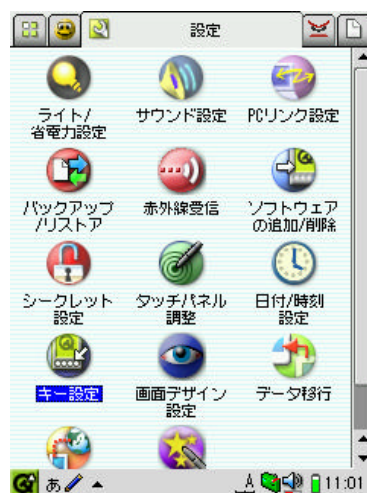 設定
ライト/
省電力設定
サウンド設定
PCリンク設定
バックアップ
/リストア
赤外線受信
ソフトウェア
の追加/削除
シークレット
設定
タッチパネル
調整
日付/時刻
設定
キー設定
画面デザイン
設定
データ移行
あ
11:01